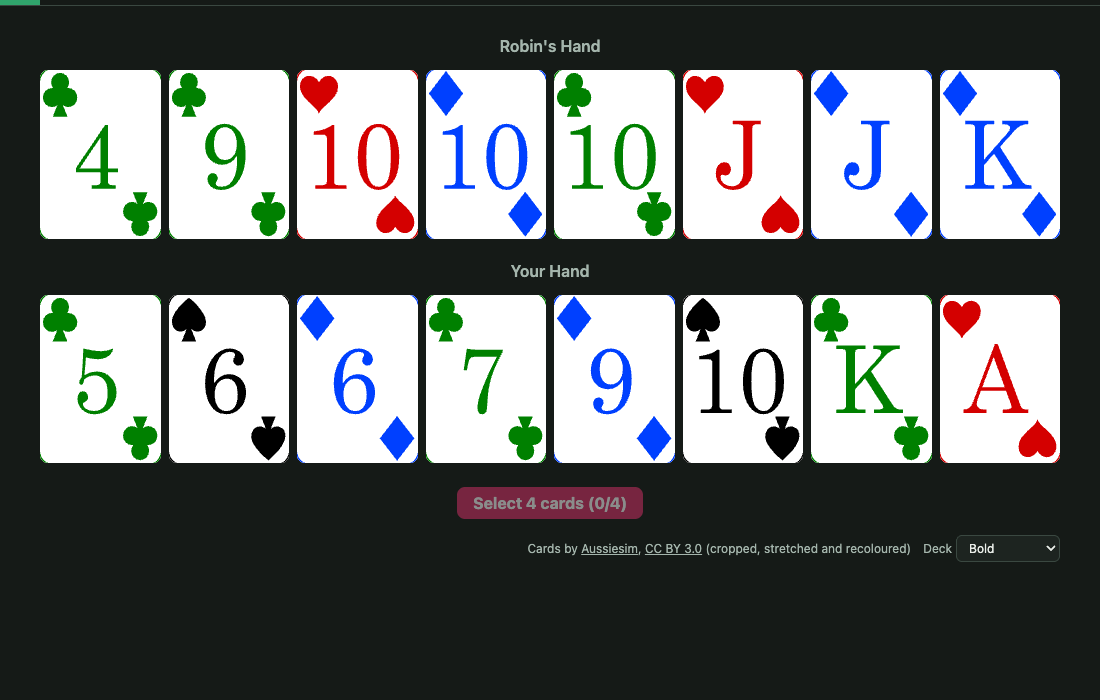 Robin's Hand
4 9 10 10 10 J J K
Your Hand
5 6 6 7 9 10 K A
Select 4 cards (0/4)
Cards by Aussiesim, CC BY 3.0 (cropped, stretched and recoloured) Deck Bold